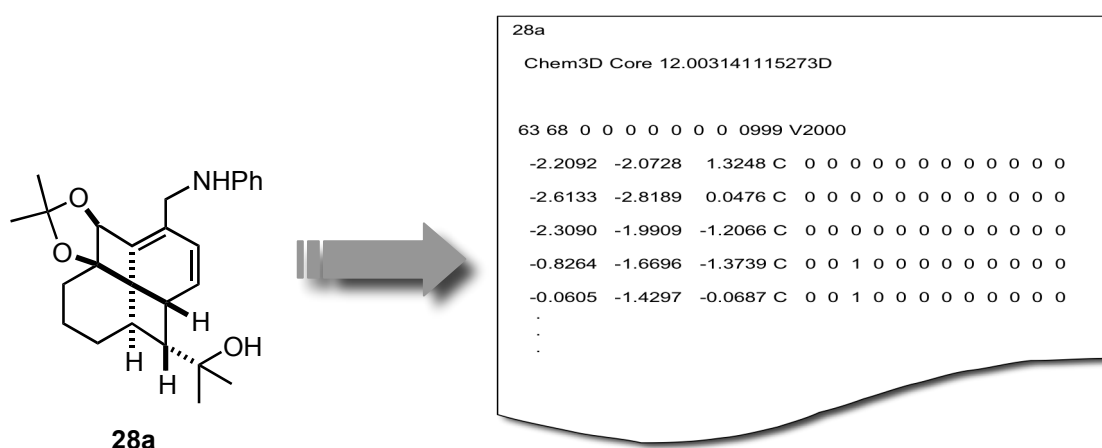 28a
Chem3D Core 12.003141115273D
63 68 0 0 0 0 0 0 0 0999 V2000
-2.2092 -2.0728 1.3248 C 0 0 0 0 0 0 0 0 0 0 0 0
-2.6133 -2.8189 0.0476 C 0 0 0 0 0 0 0 0 0 0 0 0
-2.3090 -1.9909 -1.2066 C 0 0 0 0 0 0 0 0 0 0 0 0
-0.8264 -1.6696 -1.3739 C 0 0 1 0 0 0 0 0 0 0 0 0
-0.0605 -1.4297 -0.0687 C 0 0 1 0 0 0 0 0 0 0 0 0
.
.
.
NHPh
O
O
H
OH
H
H
28a